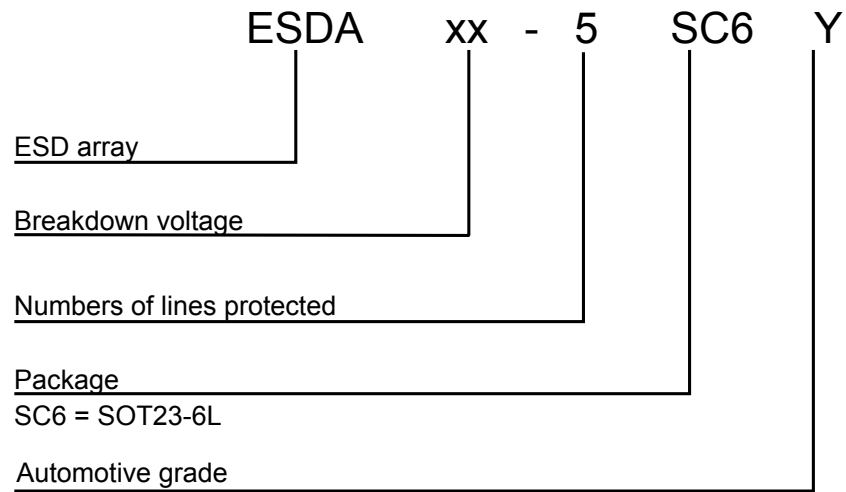 ESDA xx - 5 SC6 Y
ESD array
Breakdown voltage
Numbers of lines protected
Package
SC6 = SOT23-6L
Automotive grade